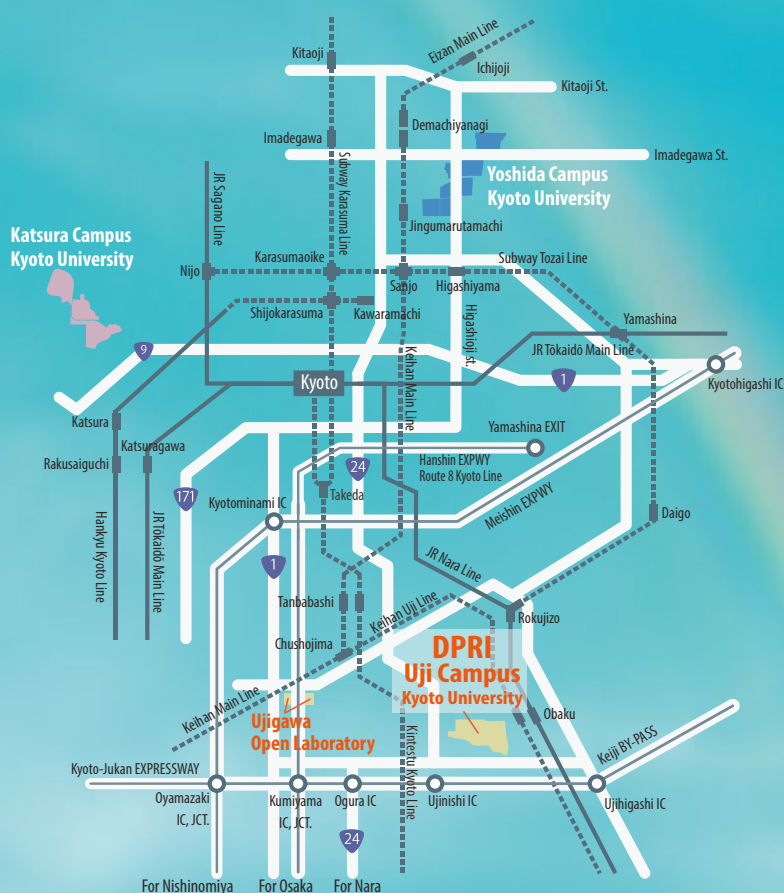 Kitaoji
Eizan Main Line
Ichijoji
Kitaoji St.
Demachiyanagi
Imadegawa
Imadegawa St.
Subway Karasuma Line
JR Sagano Line
Yoshida Campus
Kyoto University
Jingumarutamachi
Katsura Campus
Kyoto University
Karasumaoike
Subway Tozai Line
Nijo
Sanjo
Higashiyama
Shijokarasuma
Kawaramachi
Higashioji st.
Yamashina
JR Tōkaidō Main Line
9
Keihan Main Line
Kyoto
1
Kyotohigashi IC
Katsura
Yamashina EXIT
Katsuragawa
Rakusaiguchi
24
Hanshin EXPWY
Route 8 Kyoto Line
171
Takeda
Kyotominami IC
Meishin EXPWY
Daigo
Hankyu Kyoto Line
JR Tōkaidō Main Line
1
JR Nara Line
Tanbabashi
Keihan Uji Line
Rokujizo
Chushojima
DPRI
Uji Campus
Kyoto University
Keihan Main Line
Ujigawa
Open Laboratory
Obaku
Kintestu Kyoto Line
Keiji BY-PASS
Kyoto-Jukan EXPRESSWAY
Oyamazaki
IC, JCT.
Kumiyama
IC, JCT.
Ogura IC
Ujinishi IC
Ujihigashi IC
24
For Nishinomiya
For Osaka
For Nara